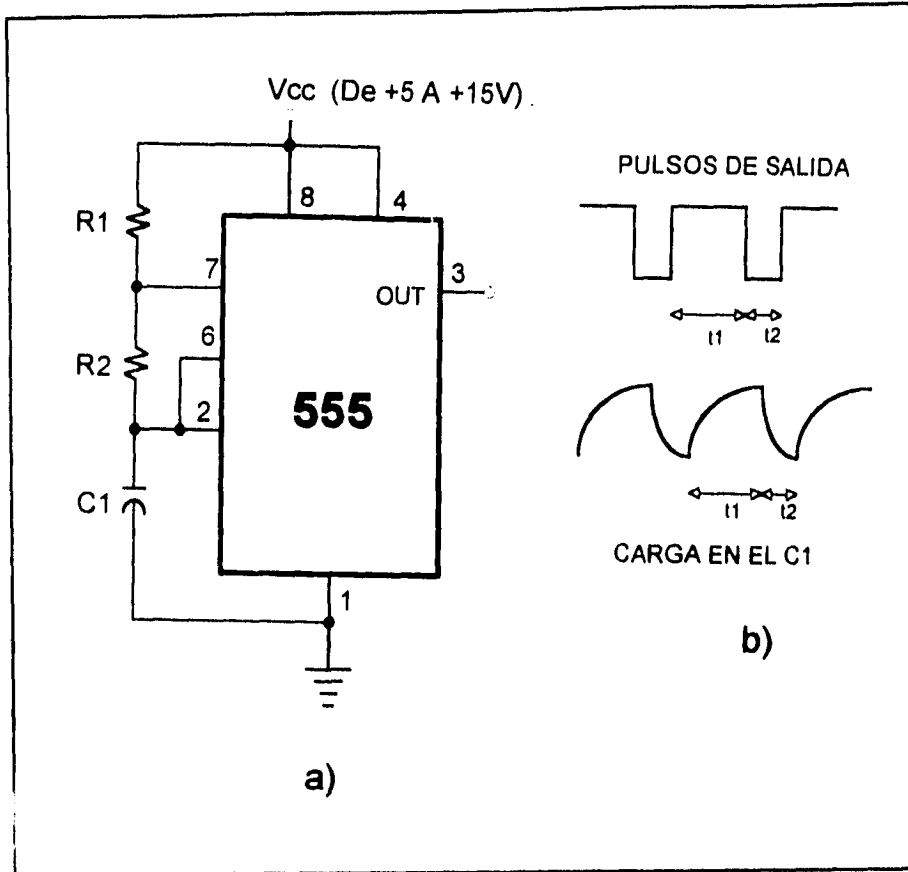 Vcc (De +5 A +15V)
8
4
R1
7
3
OUT
6
R2
555
2
C1
1
a)
PULSOS DE SALIDA
t1
t2
t1
t2
CARGA EN EL C1
b)